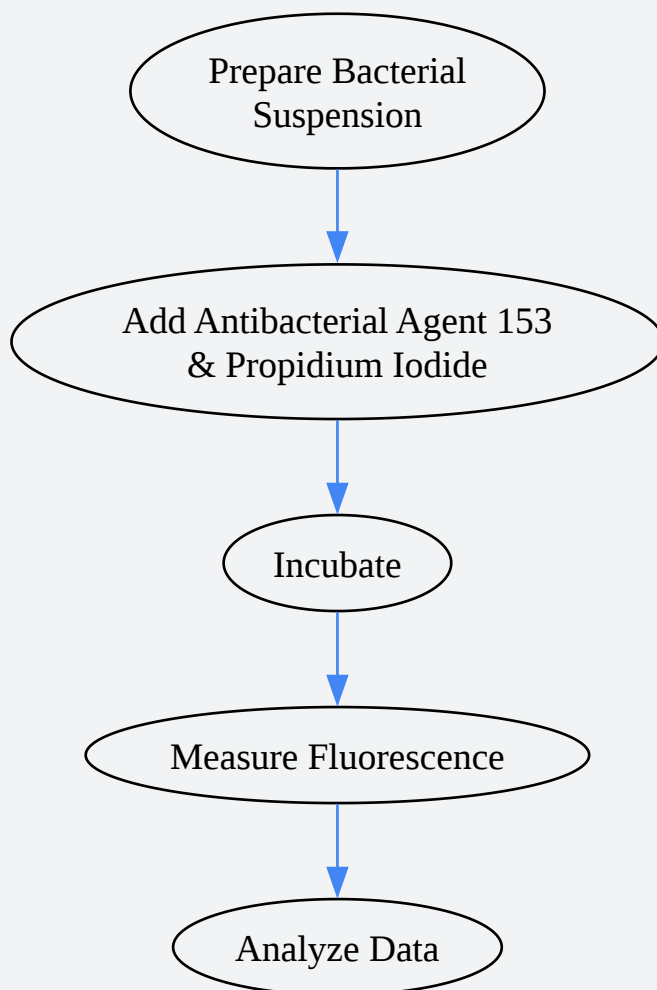 Prepare Bacterial
Suspension
Add Antibacterial Agent 153
& Propidium Iodide
Incubate
Measure Fluorescence
Analyze Data